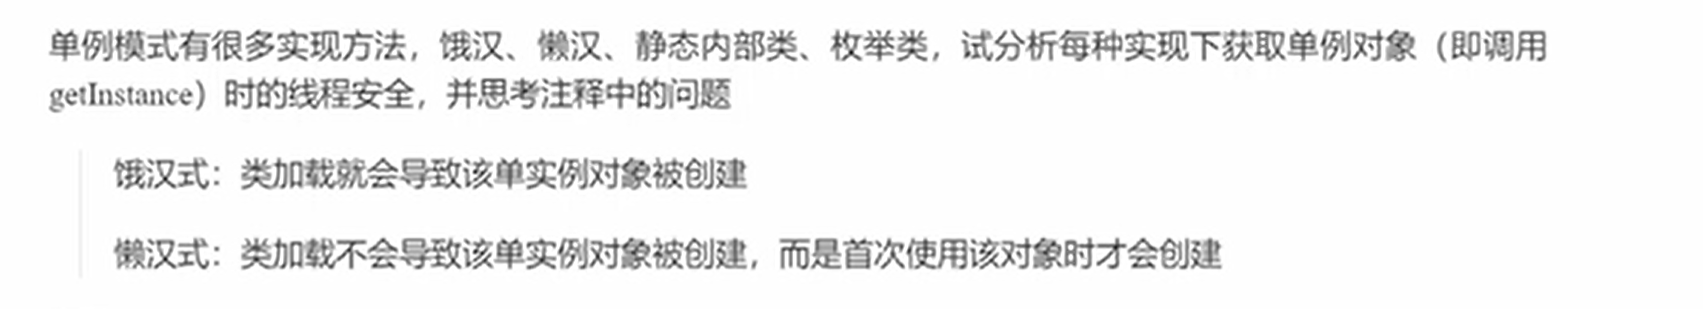 单例模式有很多实现方法，饿汉、懒汉、静态内部类、枚举类，试分析每种实现下获取单例对象（即调用
getInstance）时的线程安全，并思考注释中的问题
饿汉式：类加载就会导致该单实例对象被创建
懒汉式：类加载不会导致该单实例对象被创建，而是首次使用该对象时才会创建